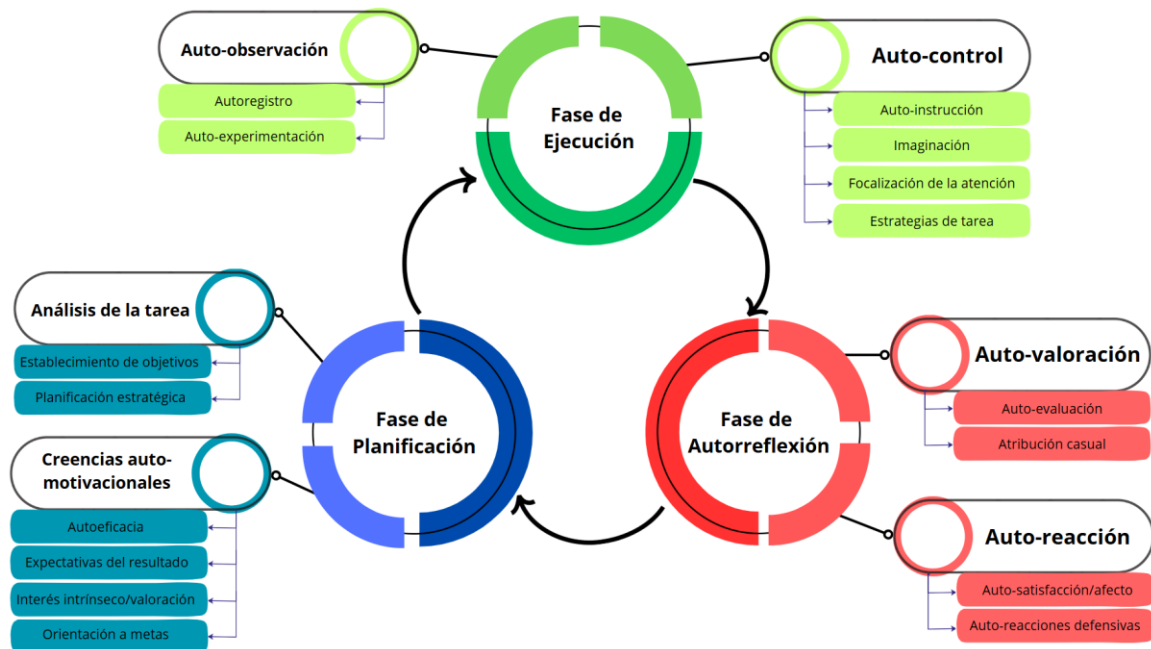 Auto-observación
Autoregistro
Auto-experimentación
Fase de
Ejecución
Auto-control
Auto-instrucción
Imaginación
Focalización de la atención
Estrategias de tarea
Análisis de la tarea
Establecimiento de objetivos
Planificación estratégica
Creencias auto-
motivacionales
Autoeficacia
Expectativas del resultado
Interés intrínseco/valoración
Orientación a metas
Fase de
Planificación
Fase de
Autorreflexión
Auto-valoración
Auto-evaluación
Atribución casual
Auto-reacción
Auto-satisfacción/afecto
Auto-reacciones defensivas